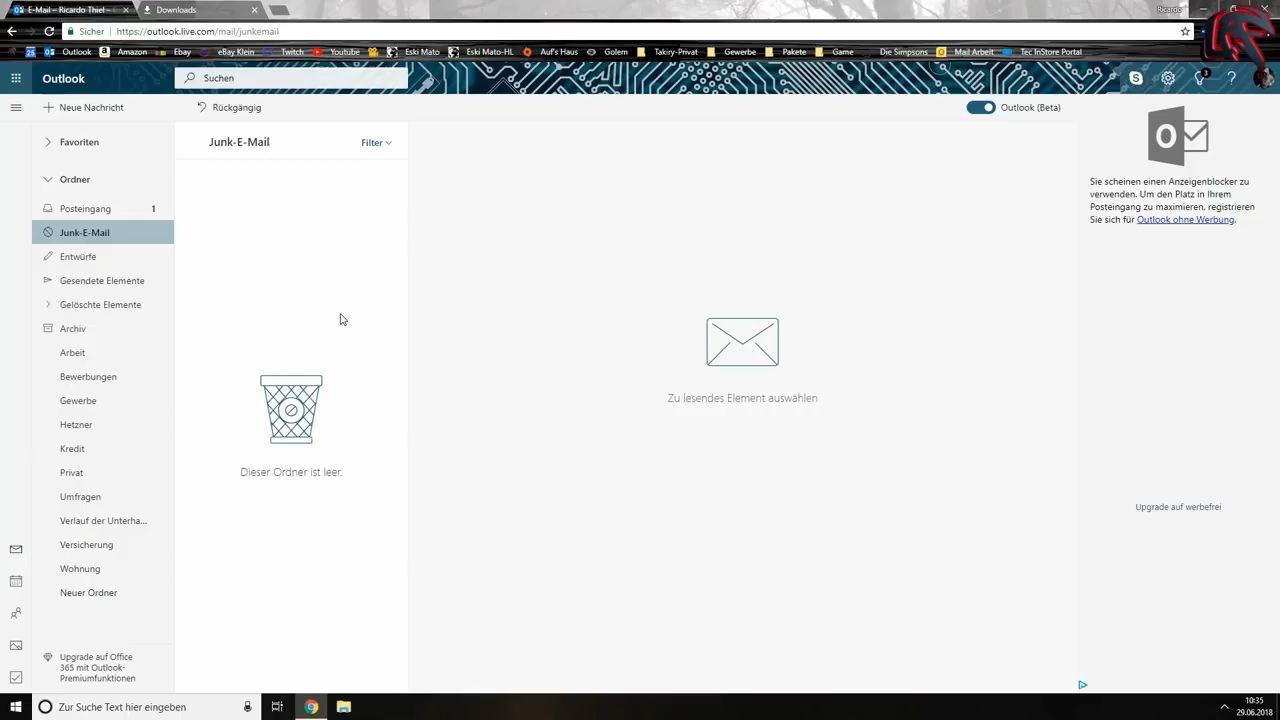 E-Mail – Ricardo Thiel -
Downloads
Ricardo
Sicher
https://outlook.live.com/mail/junkemail
25
Outlook
Amazon
Ebay
eBay Klein
Twitch
Youtube
Eski Mato
Eski Mato-HL
Auf's Haus
Golem
Takiry-Privat
Gewerbe
Pakete
Game
Die Simpsons
Mail Arbeit
Tec InStore Portal
Outlook
Suchen
3
?
Neue Nachricht
Rückgängig
Outlook (Beta)
Favoriten
Ordner
Posteingang 1
Junk-E-Mail
Entwürfe
Gesendete Elemente
Gelöschte Elemente
Archiv
Arbeit
Bewerbungen
Gewerbe
Hetzner
Kredit
Privat
Umfragen
Verlauf der Unterha...
Versicherung
Wohnung
Neuer Ordner
Upgrade auf Office
365 mit Outlook-
Premiumfunktionen
Junk-E-Mail
Filter
Dieser Ordner ist leer.
Zu lesendes Element auswählen
Sie scheinen einen Anzeigenblocker zu
verwenden. Um den Platz in Ihrem
Posteingang zu maximieren, registrieren
Sie sich für Outlook ohne Werbung.
Upgrade auf werbefrei
Zur Suche Text hier eingeben
10:35
29.06.2018